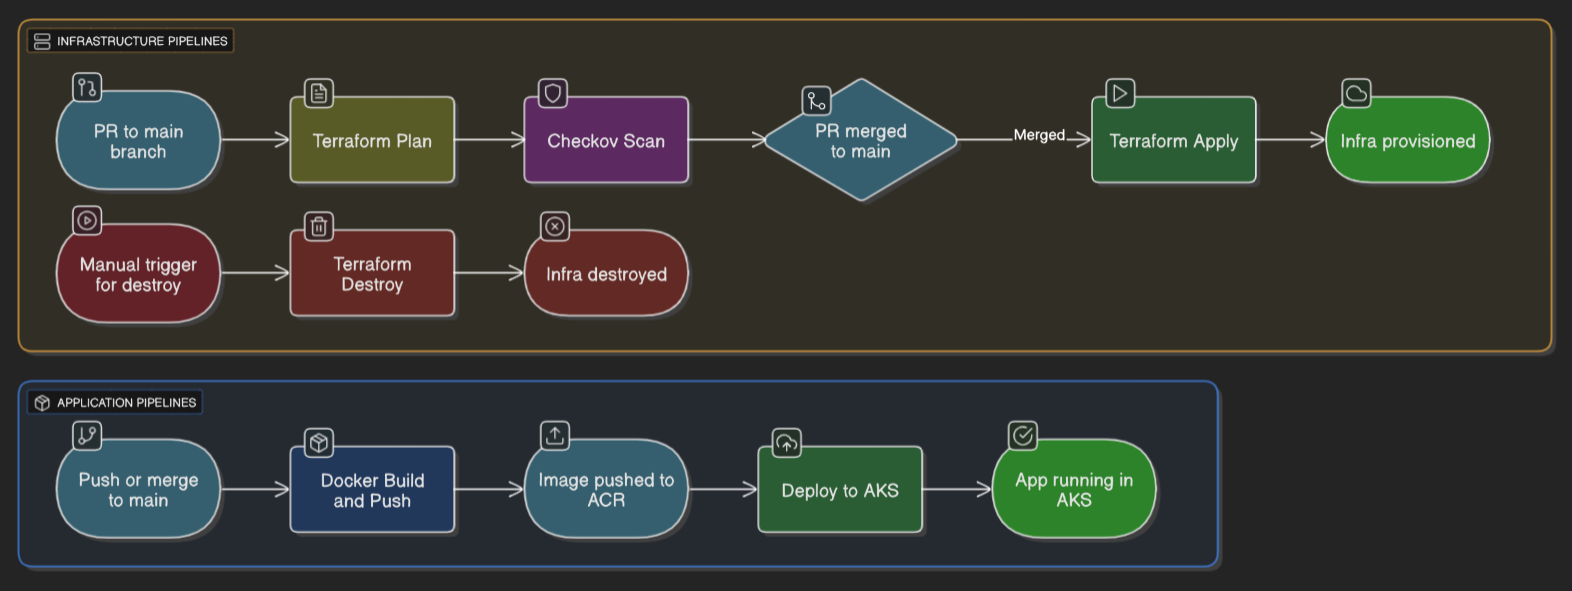 INFRASTRUCTURE PIPELINES
PR to main
branch
Terraform Plan
Checkov Scan
PR merged
to main
Merged
Terraform Apply
Infra provisioned
Manual trigger
for destroy
Terraform
Destroy
Infra destroyed
APPLICATION PIPELINES
Push or merge
to main
Docker Build
and Push
Image pushed to
ACR
Deploy to AKS
App running in
AKS